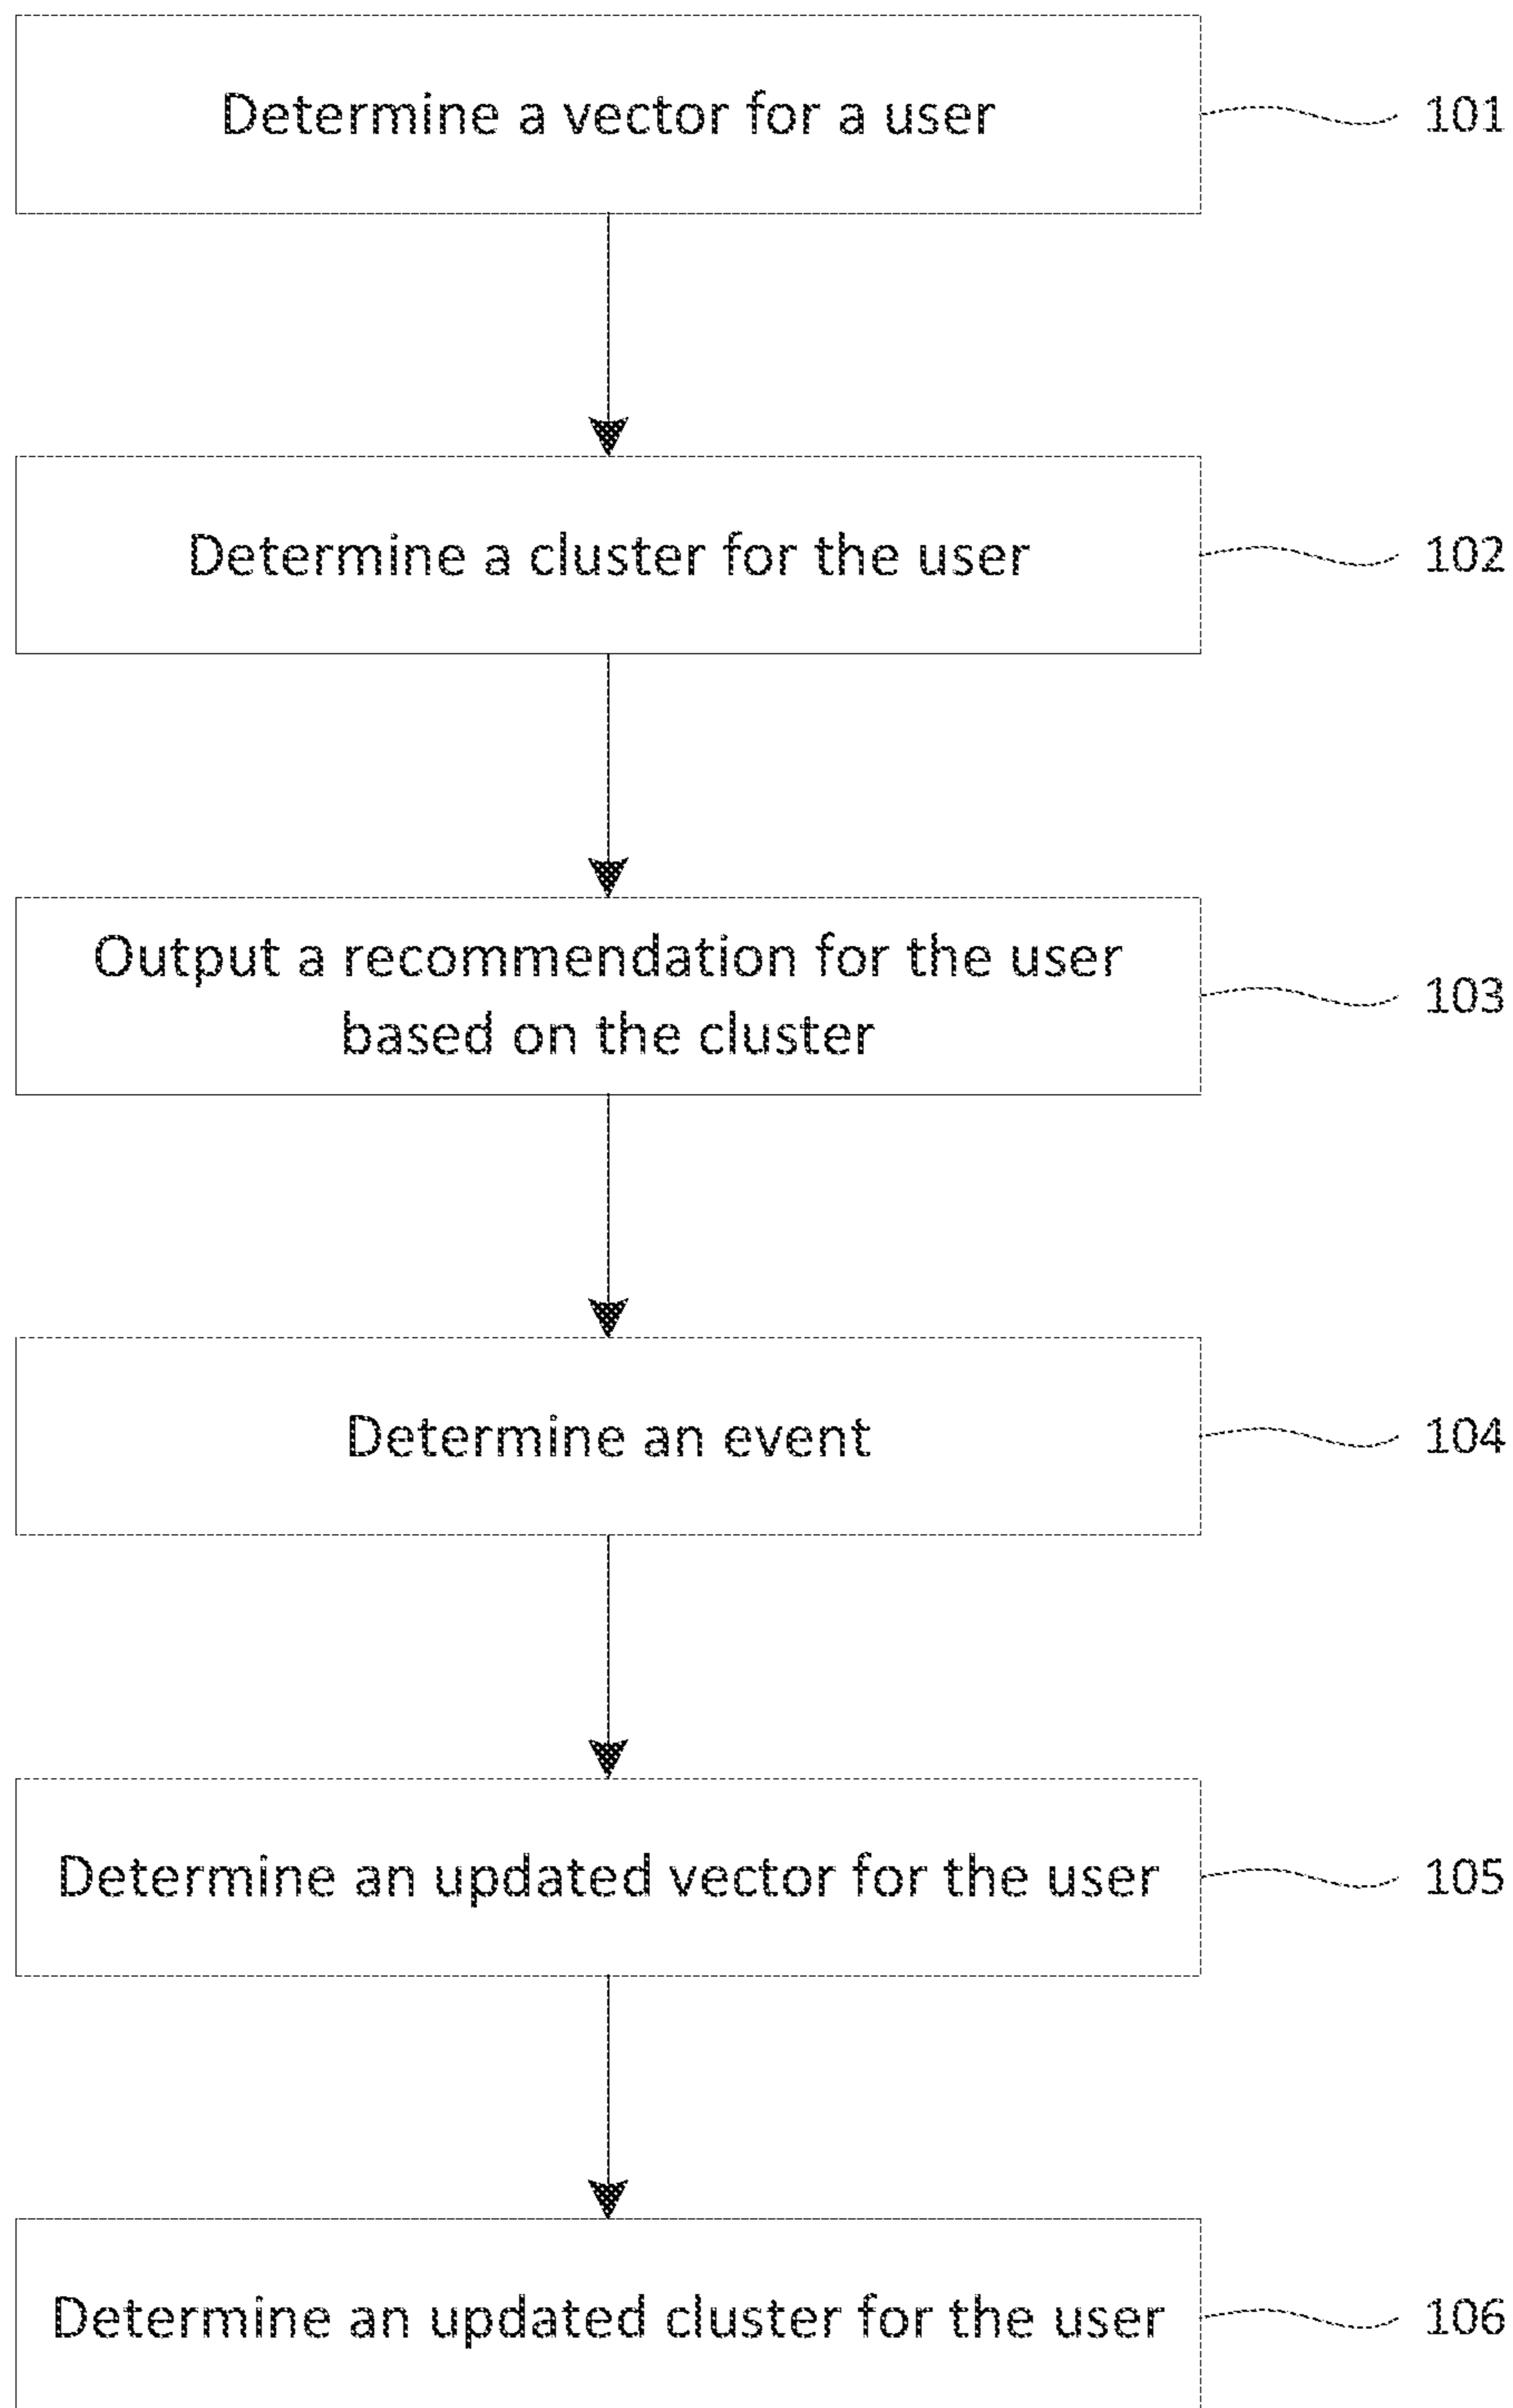 Determine a vector for a user
101
Determine a cluster for the user
102
Output a recommendation for the user
based on the cluster
103
Determine an event
104
Determine an updated vector for the user
105
Determine an updated cluster for the user
106